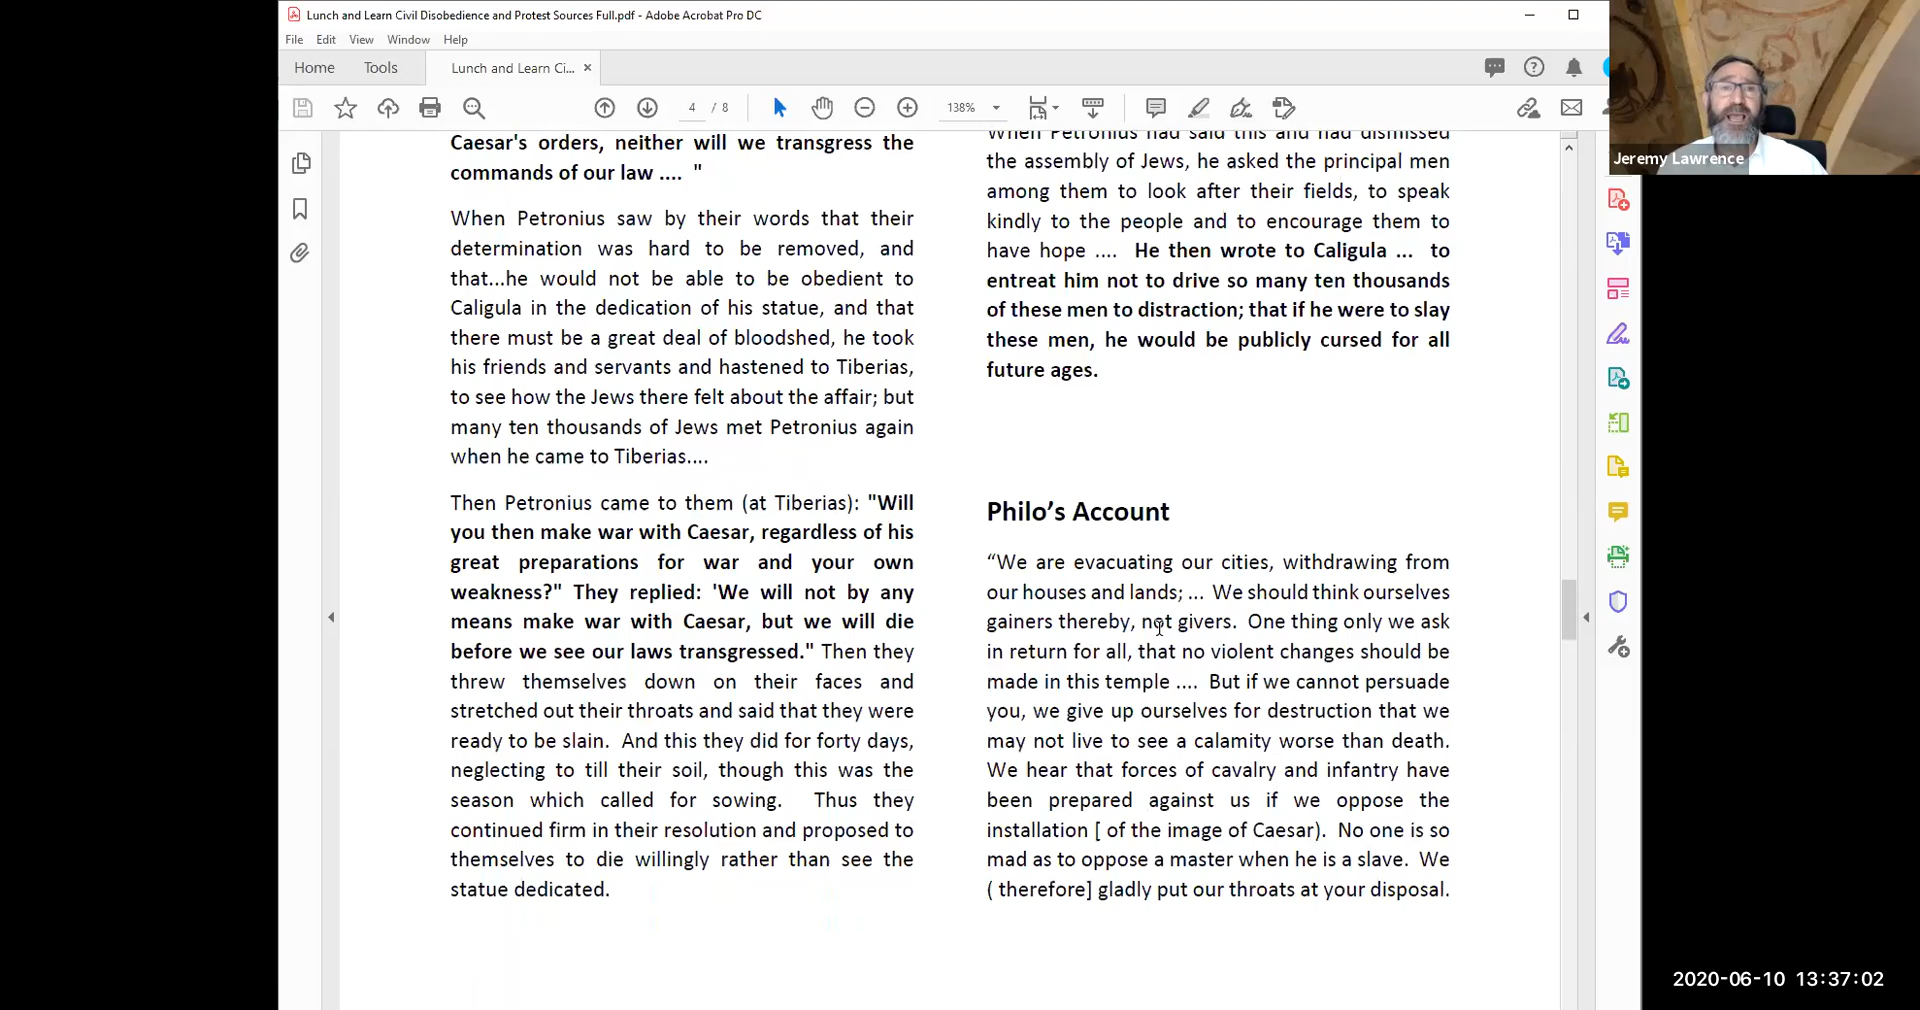 Lunch and Learn Civil Disobedience and Protest Sources Full.pdf - Adobe Acrobat Pro DC
File Edit View Window Help
Home Tools Lunch and Learn Ci... ×
4 / 8 138%
Caesar's orders, neither will we transgress the
commands of our law .... "
When Petronius saw by their words that their
determination was hard to be removed, and
that...he would not be able to be obedient to
Caligula in the dedication of his statue, and that
there must be a great deal of bloodshed, he took
his friends and servants and hastened to Tiberias,
to see how the Jews there felt about the affair; but
many ten thousands of Jews met Petronius again
when he came to Tiberias....
Then Petronius came to them (at Tiberias): "Will
you then make war with Caesar, regardless of his
great preparations for war and your own
weakness?" They replied: 'We will not by any
means make war with Caesar, but we will die
before we see our laws transgressed." Then they
threw themselves down on their faces and
stretched out their throats and said that they were
ready to be slain. And this they did for forty days,
neglecting to till their soil, though this was the
season which called for sowing. Thus they
continued firm in their resolution and proposed to
themselves to die willingly rather than see the
statue dedicated.
When Petronius had said this and had dismissed
the assembly of Jews, he asked the principal men
among them to look after their fields, to speak
kindly to the people and to encourage them to
have hope .... He then wrote to Caligula ... to
entreat him not to drive so many ten thousands
of these men to distraction; that if he were to slay
these men, he would be publicly cursed for all
future ages.
Philo’s Account
“We are evacuating our cities, withdrawing from
our houses and lands; ... We should think ourselves
gainers thereby, not givers. One thing only we ask
in return for all, that no violent changes should be
made in this temple .... But if we cannot persuade
you, we give up ourselves for destruction that we
may not live to see a calamity worse than death.
We hear that forces of cavalry and infantry have
been prepared against us if we oppose the
installation [ of the image of Caesar). No one is so
mad as to oppose a master when he is a slave. We
( therefore] gladly put our throats at your disposal.
Jeremy Lawrence
2020-06-10 13:37:02